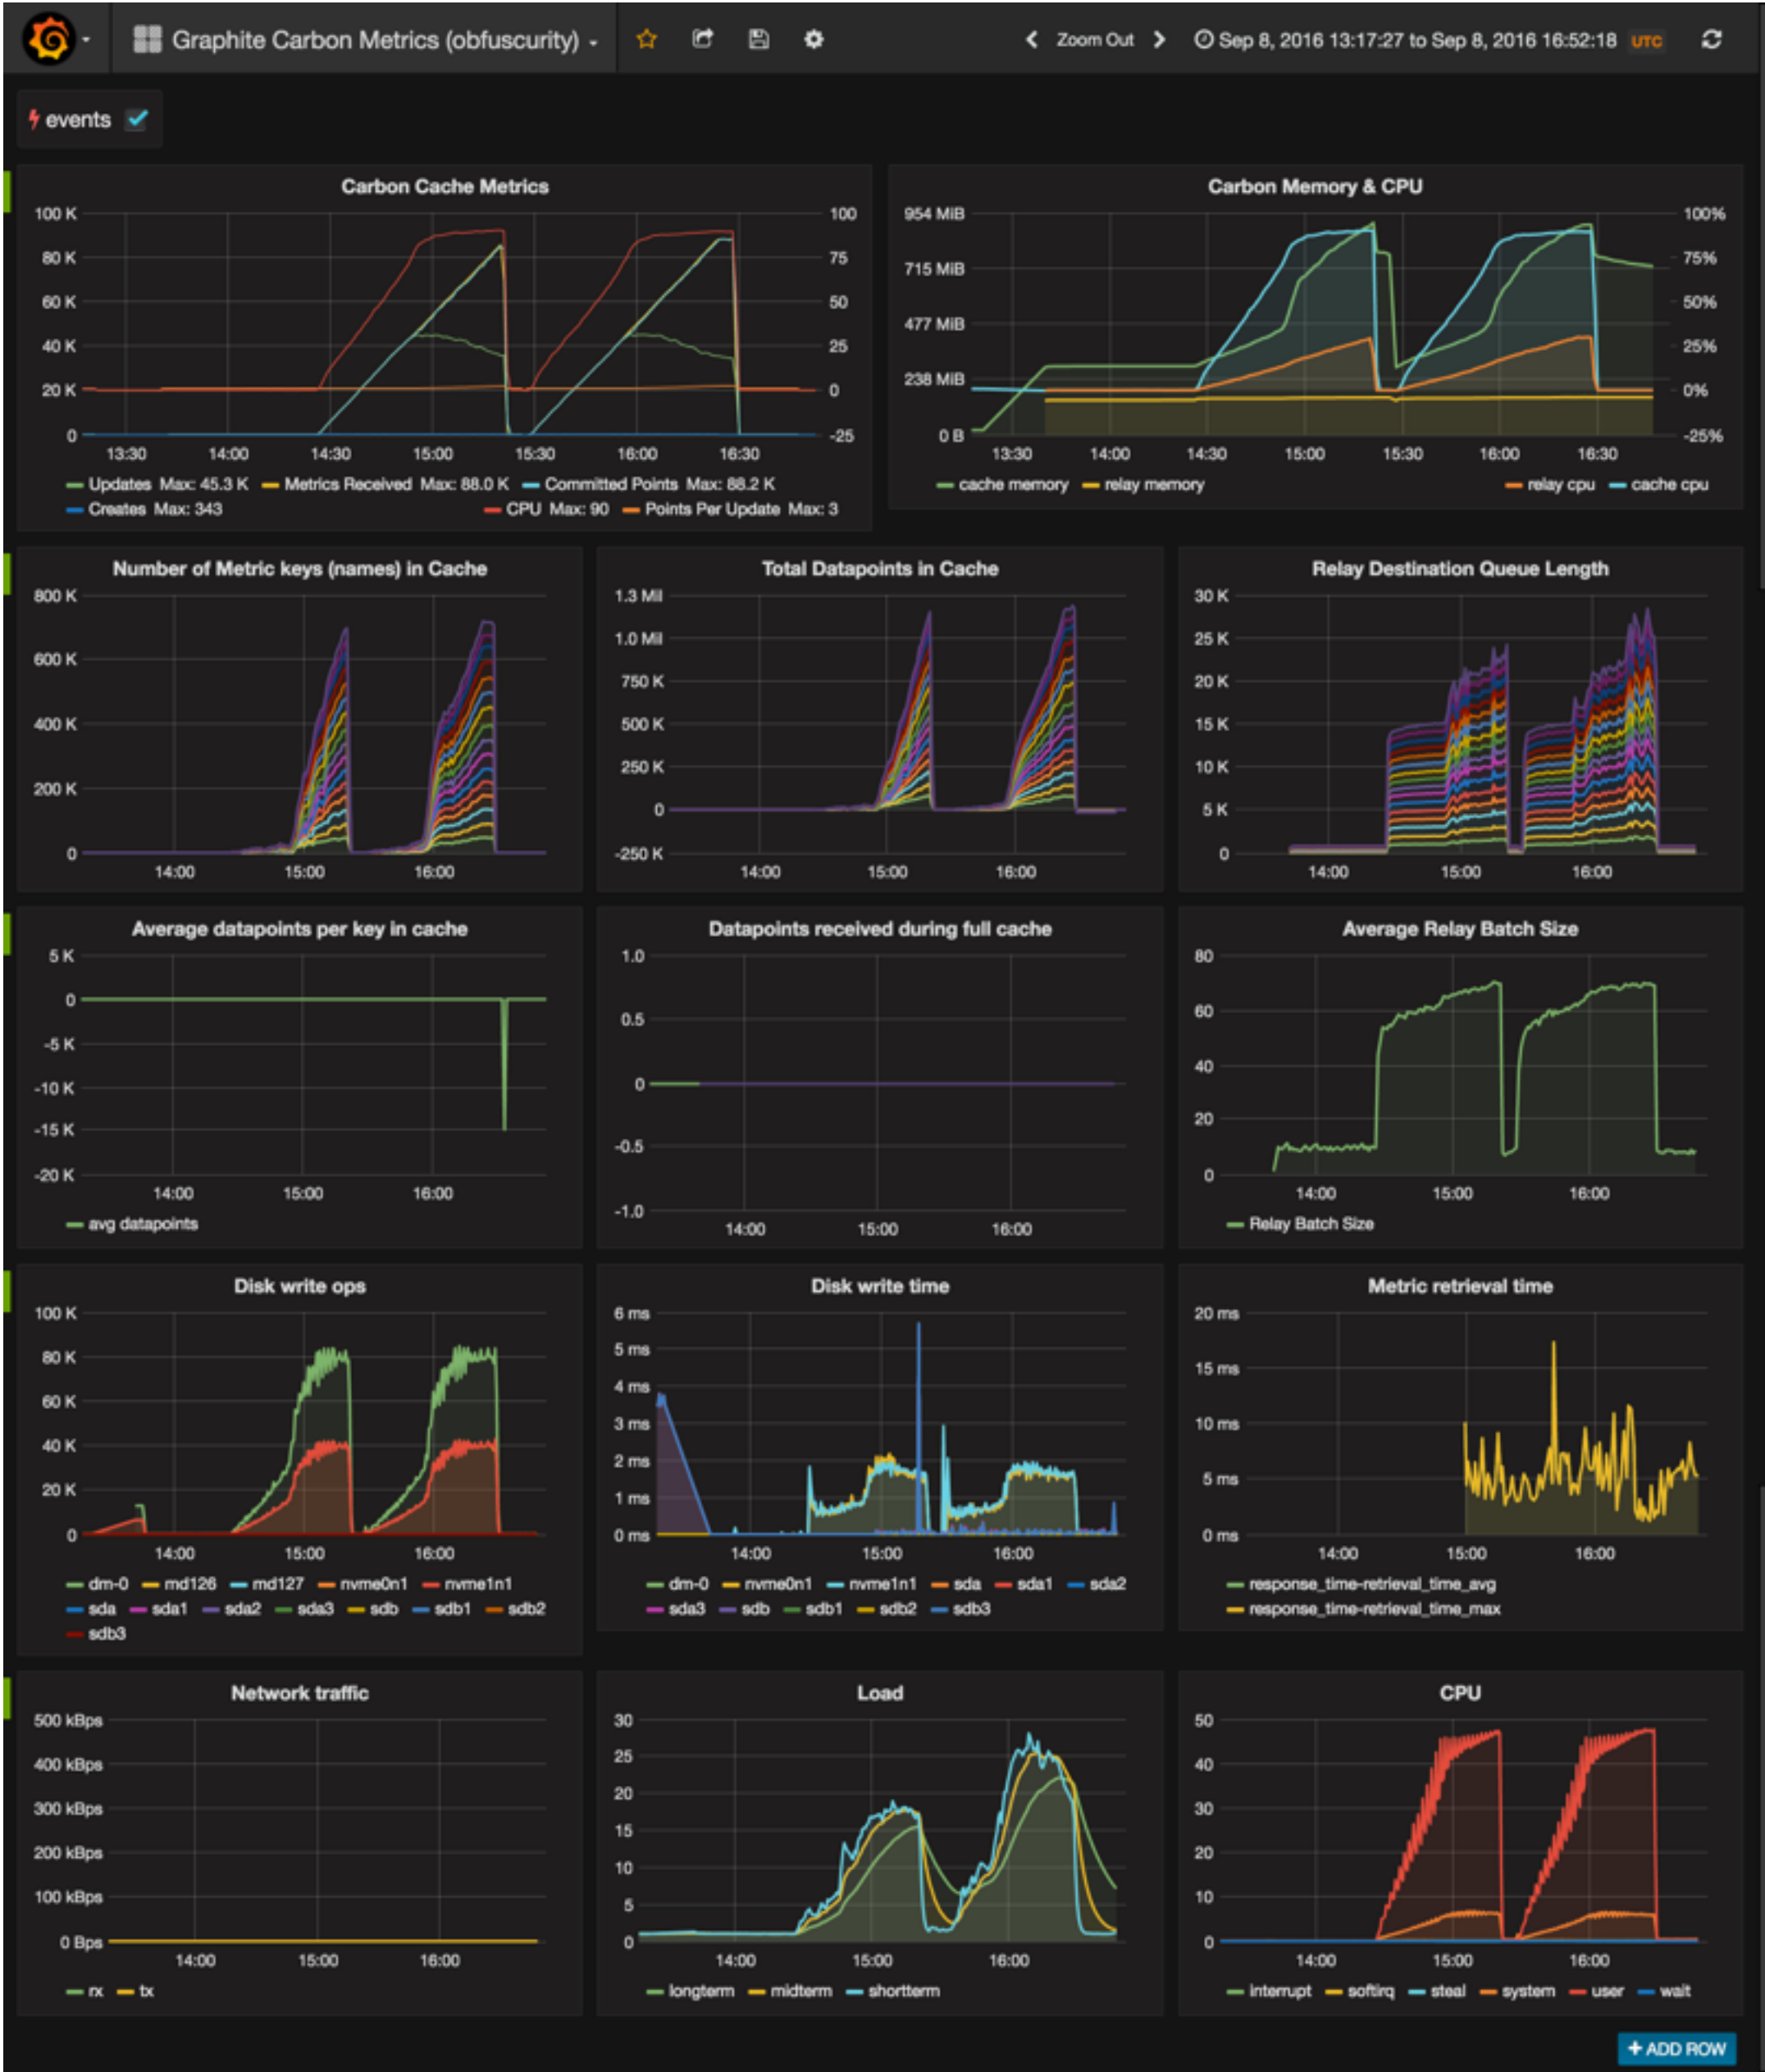 Graphite Carbon Metrics (obfuscurity)
Zoom Out
Sep 8, 2016 13:17:27 to Sep 8, 2016 16:52:18 UTC
events
Carbon Cache Metrics
100 K
80 K
60 K
40 K
20 K
0
100
75
50
25
0
-25
13:30 14:00 14:30 15:00 15:30 16:00 16:30
Updates Max: 45.3 K Metrics Received Max: 88.0 K Committed Points Max: 88.2 K
Creates Max: 343 CPU Max: 90 Points Per Update Max: 3
Carbon Memory & CPU
954 MiB
715 MiB
477 MiB
238 MiB
0 B
100%
75%
50%
25%
0%
-25%
13:30 14:00 14:30 15:00 15:30 16:00 16:30
cache memory relay memory relay cpu cache cpu
Number of Metric keys (names) in Cache
800 K
600 K
400 K
200 K
0
14:00 15:00 16:00
Total Datapoints in Cache
1.3 Mil
1.0 Mil
750 K
500 K
250 K
0
-250 K
14:00 15:00 16:00
Relay Destination Queue Length
30 K
25 K
20 K
15 K
10 K
5 K
0
14:00 15:00 16:00
Average datapoints per key in cache
5 K
0
-5 K
-10 K
-15 K
-20 K
14:00 15:00 16:00
avg datapoints
Datapoints received during full cache
1.0
0.5
0
-0.5
-1.0
14:00 15:00 16:00
Average Relay Batch Size
80
60
40
20
0
14:00 15:00 16:00
Relay Batch Size
Disk write ops
100 K
80 K
60 K
40 K
20 K
0
14:00 15:00 16:00
dm-0 md126 md127 nvme0n1 nvme1n1
sda sda1 sda2 sda3 sdb sdb1 sdb2
sdb3
Disk write time
6 ms
5 ms
4 ms
3 ms
2 ms
1 ms
0 ms
14:00 15:00 16:00
dm-0 nvme0n1 nvme1n1 sda sda1 sda2
sda3 sdb sdb1 sdb2 sdb3
Metric retrieval time
20 ms
15 ms
10 ms
5 ms
0 ms
14:00 15:00 16:00
response_time-retrieval_time_avg
response_time-retrieval_time_max
Network traffic
500 kBps
400 kBps
300 kBps
200 kBps
100 kBps
0 Bps
14:00 15:00 16:00
rx tx
Load
30
25
20
15
10
5
0
14:00 15:00 16:00
longterm midterm shortterm
CPU
50
40
30
20
10
0
14:00 15:00 16:00
interrupt softirq steal system user wait
+ ADD ROW